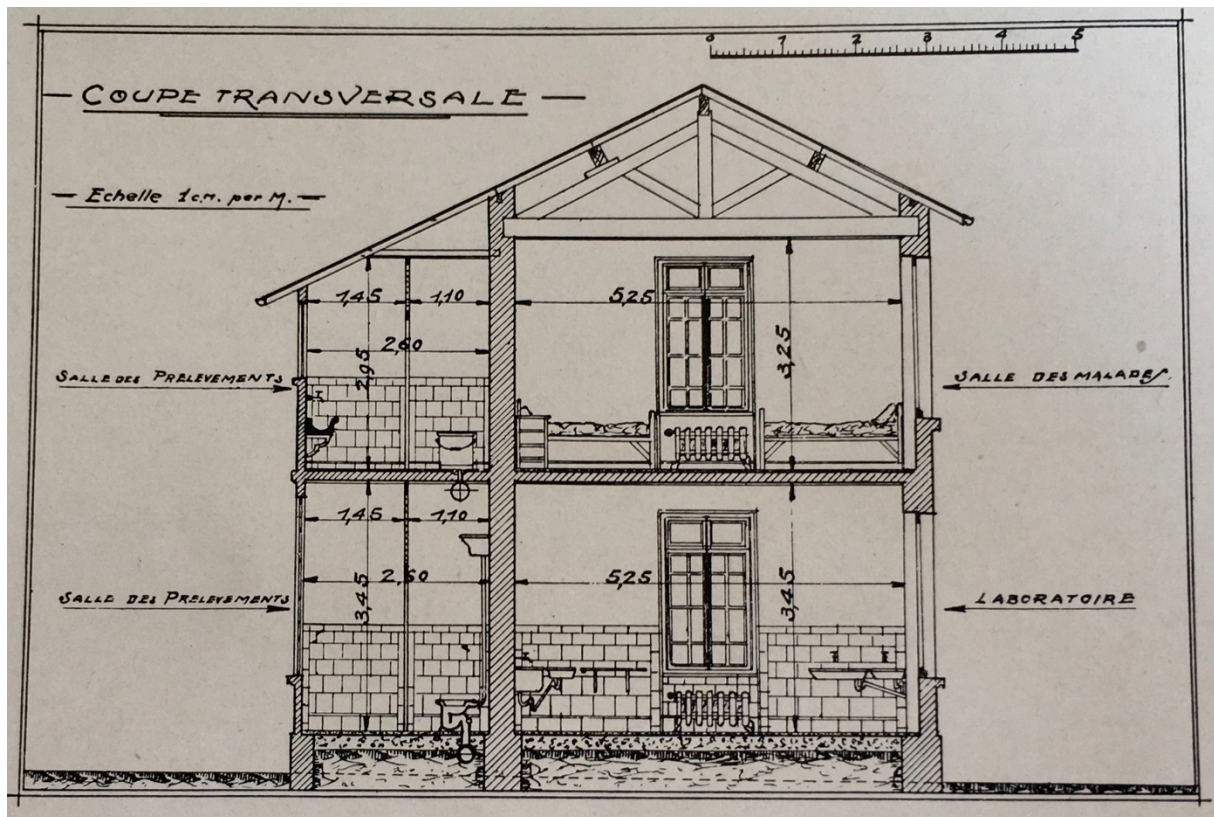 0 1 2 3 4 5
COUPE TRANSVERSALE
Echelle 1 c.m. par M.
1,45 1,10 5,25
2,60
2,95
3,25
SALLE DES PRELEVEMENTS
SALLE DES MALADES
1,45 1,10
2,60 5,25
3,45 3,45
SALLE DES PRELEVEMENTS
LABORATOIRE